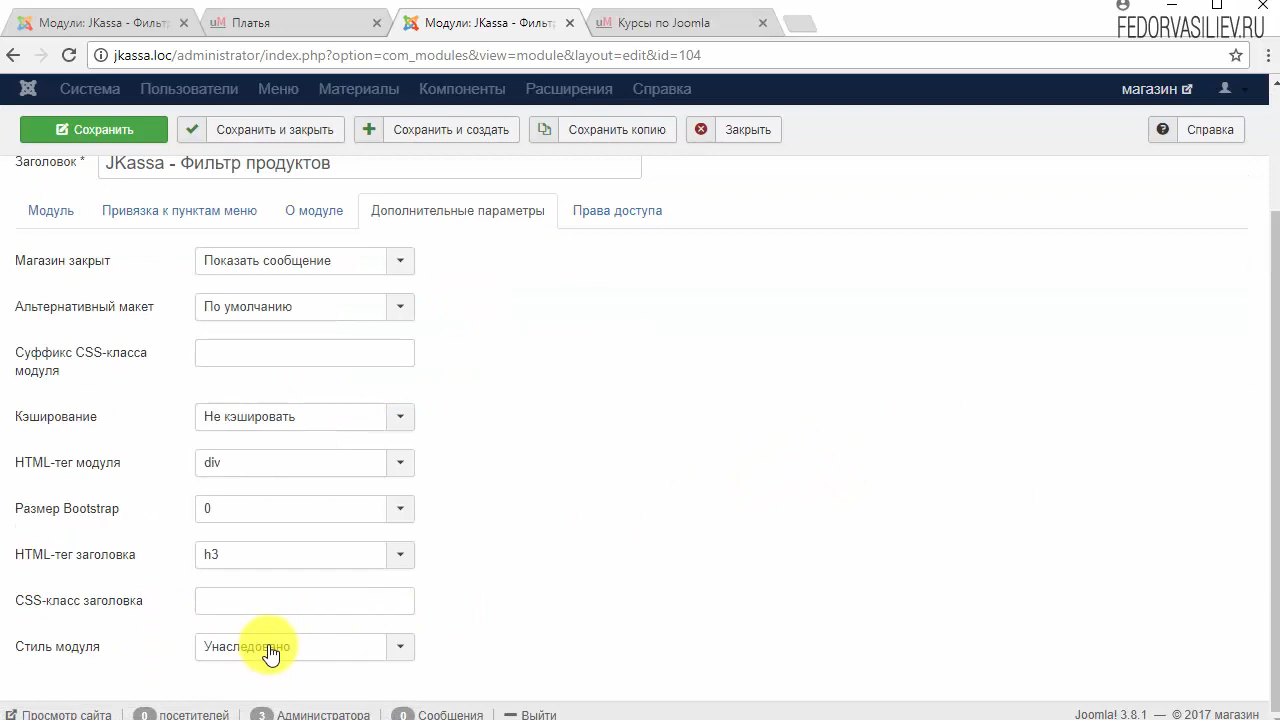 Модули: JKassa - Фильтр
Платья
Модули: JKassa - Фильтр
Курсы по Joomla
FEDORVASILIEV.RU
jkassa.loc/administrator/index.php?option=com_modules&view=module&layout=edit&id=104
Система Пользователи Меню Материалы Компоненты Расширения Справка магазин
Сохранить Сохранить и закрыть Сохранить и создать Сохранить копию Закрыть Справка
Заголовок * JKassa - Фильтр продуктов
Модуль Привязка к пунктам меню О модуле Дополнительные параметры Права доступа
Магазин закрыт Показать сообщение
Альтернативный макет По умолчанию
Суффикс CSS-класса
модуля
Кэширование Не кэшировать
HTML-тег модуля div
Размер Bootstrap 0
HTML-тег заголовка h3
CSS-класс заголовка
Стиль модуля Унаследовано
Просмотр сайта 0 посетителей 3 Администратора 0 Сообщения Выйти Joomla! 3.8.1 — © 2017 магазин